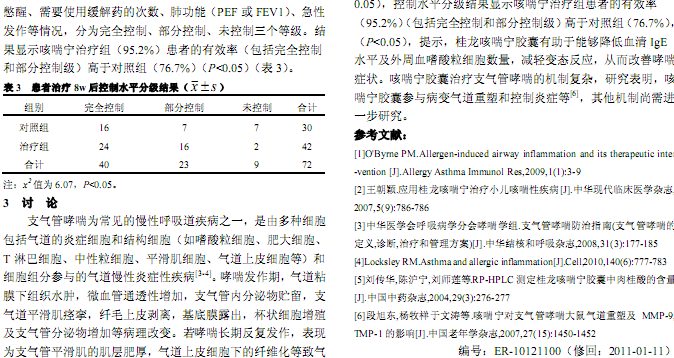 憋醒、需要使用缓解药的次数、肺功能（PEF 或 FEV1）、急性
发作等情况，分为完全控制、部分控制、未控制三个等级。结
果显示咳喘宁治疗组（95.2%）患者的有效率（包括完全控制
和部分控制级）高于对照组（76.7%）（P<0.05）（表 3）。
表 3 患者治疗 8w 后控制水平分级结果（x̄±s）
组别 完全控制 部分控制 未控制 合计
对照组 16 7 7 30
治疗组 24 16 2 42
合计 40 23 9 72
注：x²值为 6.07，P<0.05。
3 讨 论
支气管哮喘为常见的慢性呼吸道疾病之一，是由多种细胞
包括气道的炎症细胞和结构细胞（如嗜酸粒细胞、肥大细胞、
T 淋巴细胞、中性粒细胞、平滑肌细胞、气道上皮细胞等）和
细胞组分参与的气道慢性炎症性疾病[3-4]。哮喘发作期，气道粘
膜下组织水肿，微血管通透性增加，支气管内分泌物贮留，支
气道平滑肌痉挛，纤毛上皮剥离，基底膜露出，杯状细胞增殖
及支气管分泌物增加等病理改变。若哮喘长期反复发作，表现
为支气管平滑肌的肌层肥厚，气道上皮细胞下的纤维化等致气
0.05)，控制水平分级结果显示咳喘宁治疗组患者的有效率
（95.2%）（包括完全控制和部分控制级）高于对照组（76.7%），
（P<0.05），提示，桂龙咳喘宁胶囊有助于能够降低血清 IgE
水平及外周血嗜酸粒细胞数量，减轻变态反应，从而改善哮喘
症状。咳喘宁胶囊治疗支气管哮喘的机制复杂，研究表明，咳
喘宁胶囊参与病变气道重塑和控制炎症等[6]，其他机制尚需进
一步研究。
参考文献：
[1]O'Byrne PM.Allergen-induced airway inflammation and its therapeutic inter
-vention [J].Allergy Asthma Immunol Res,2009,1(1):3-9
[2]王朝颖.应用桂龙咳喘宁治疗小儿咳喘性疾病[J].中华现代临床医学杂志,
2007,5(9):786-786
[3]中华医学会呼吸病学分会哮喘学组.支气管哮喘防治指南(支气管哮喘的
定义,诊断,治疗和管理方案)[J].中华结核和呼吸杂志,2008,31(3):177-185
[4]Locksley RM.Asthma and allergic inflammation[J].Cell,2010,140(6):777-783
[5]刘传华,陈沪宁,刘师莲等.RP-HPLC 测定桂龙咳喘宁胶囊中肉桂酸的含量
[J].中国中药杂志,2004,29(3):276-277
[6]段旭东,杨牧祥,于文涛等.咳喘宁对支气管哮喘大鼠气道重塑及 MMP-9,
TMP-1 的影响[J].中国老年学杂志,2007,27(15):1450-1452
编号：ER-10121100（修回：2011-01-11）